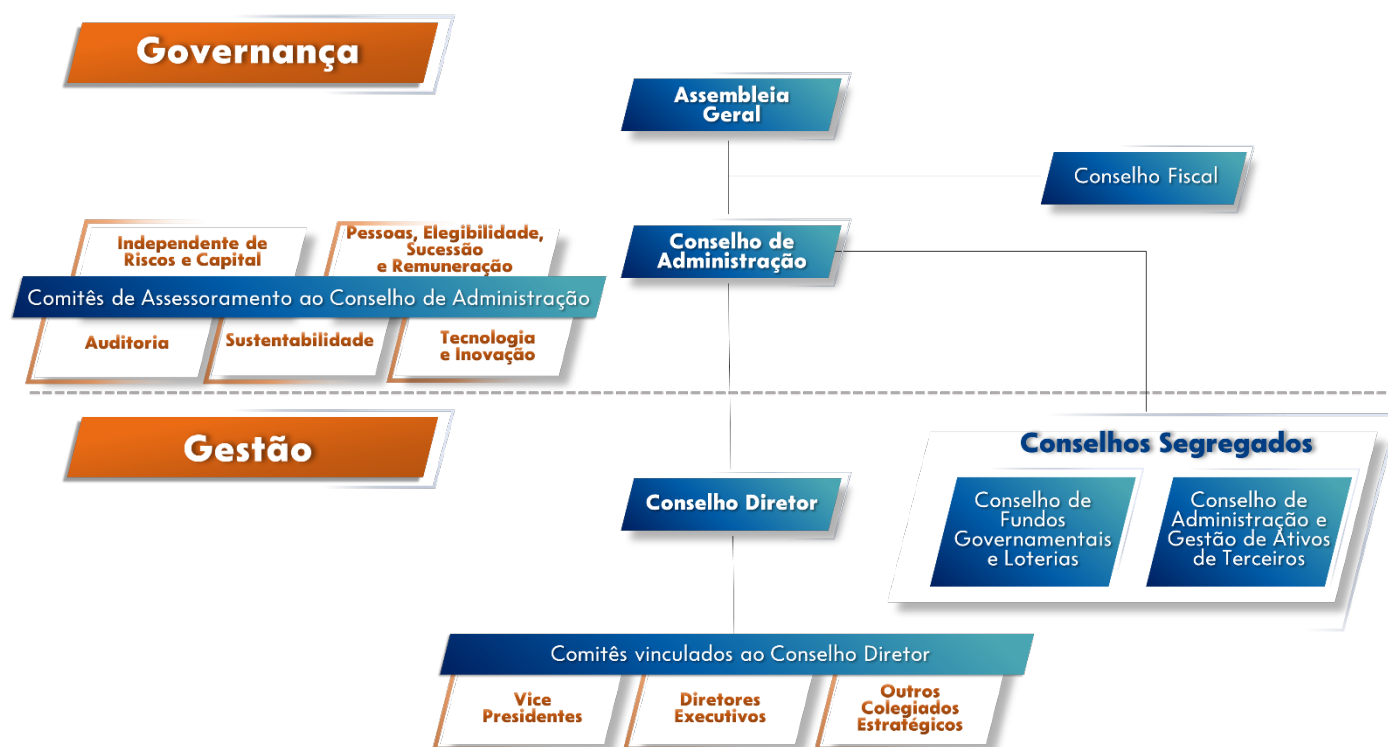 Governança
Assembleia
Geral
Conselho Fiscal
Independente de
Riscos e Capital
Pessoas, Elegibilidade,
Sucessão
e Remuneração
Conselho de
Administração
Comitês de Assessoramento ao Conselho de Administração
Auditoria
Sustentabilidade
Tecnologia
e Inovação
Gestão
Conselhos Segregados
Conselho Diretor
Conselho de
Fundos
Governamentais
e Loterias
Conselho de
Administração e
Gestão de Ativos
de Terceiros
Comitês vinculados ao Conselho Diretor
Vice
Presidentes
Diretores
Executivos
Outros
Colegiados
Estratégicos